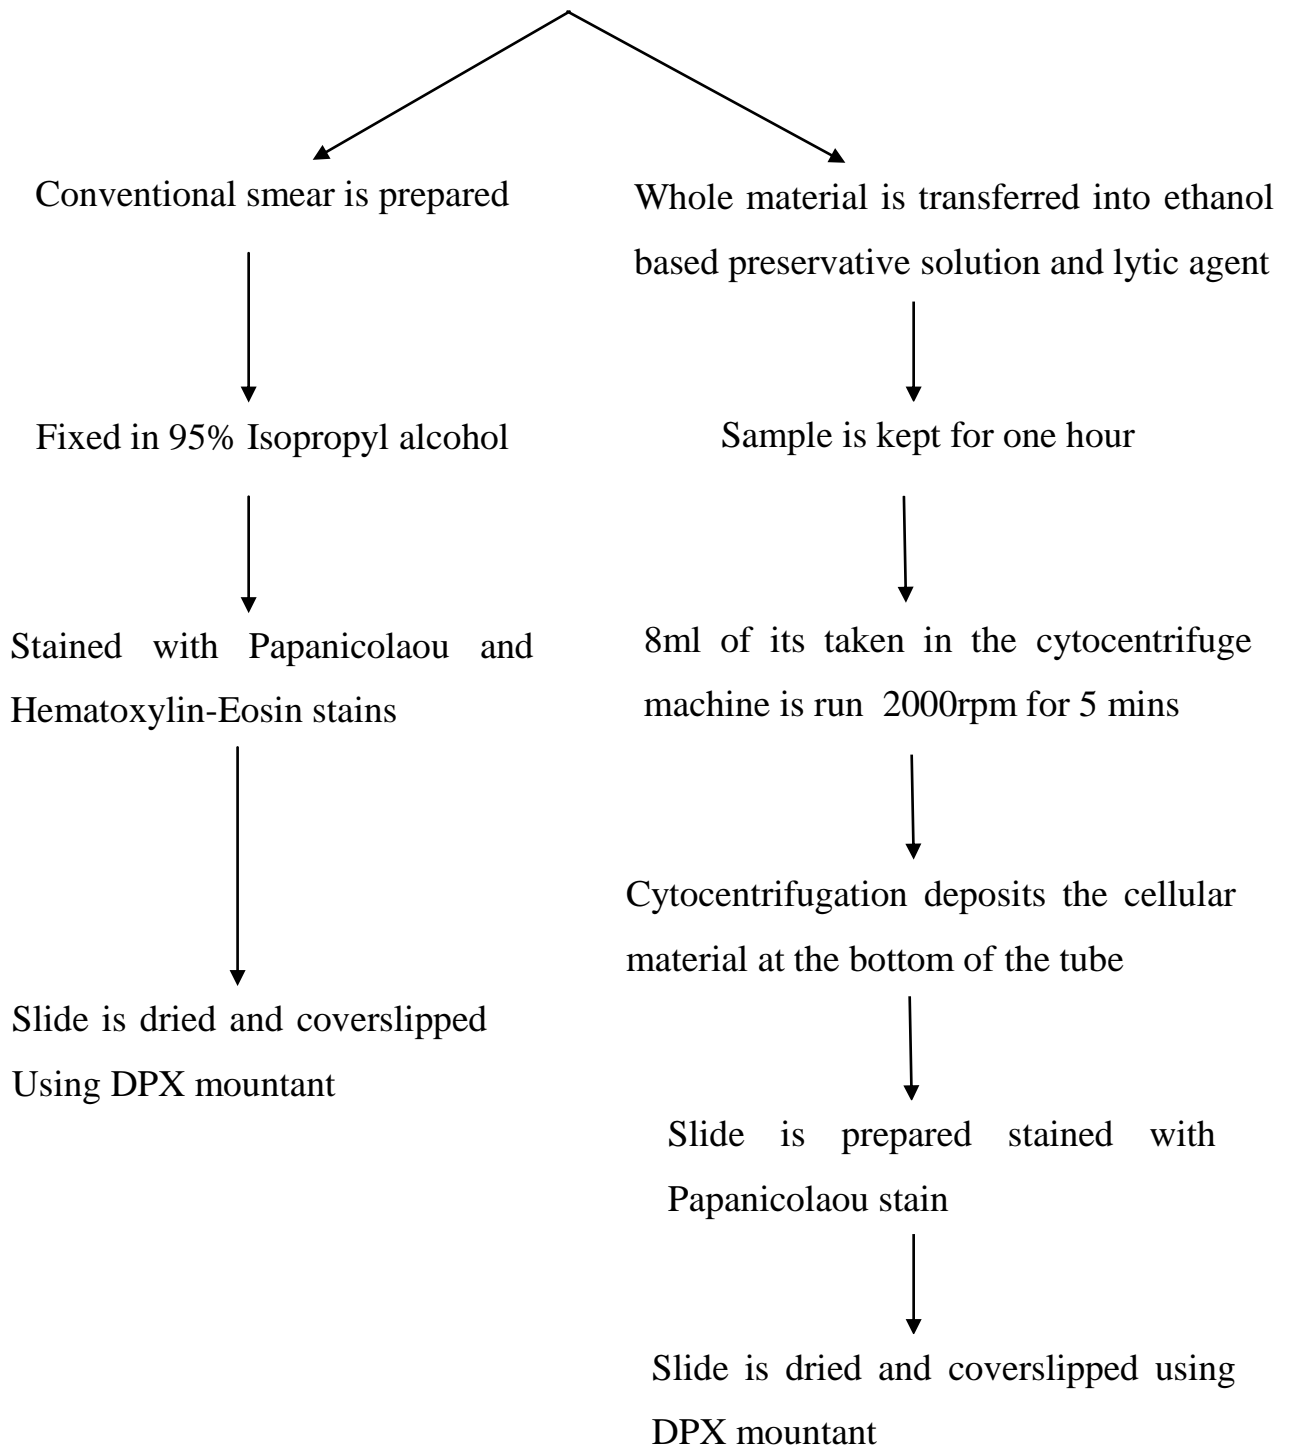 Conventional smear is prepared
Fixed in 95% Isopropyl alcohol
Stained with Papanicolaou and
Hematoxylin-Eosin stains
Slide is dried and coverslipped
Using DPX mountant
Whole material is transferred into ethanol
based preservative solution and lytic agent
Sample is kept for one hour
8ml of its taken in the cytocentrifuge
machine is run 2000rpm for 5 mins
Cytocentrifugation deposits the cellular
material at the bottom of the tube
Slide is prepared stained with
Papanicolaou stain
Slide is dried and coverslipped using
DPX mountant